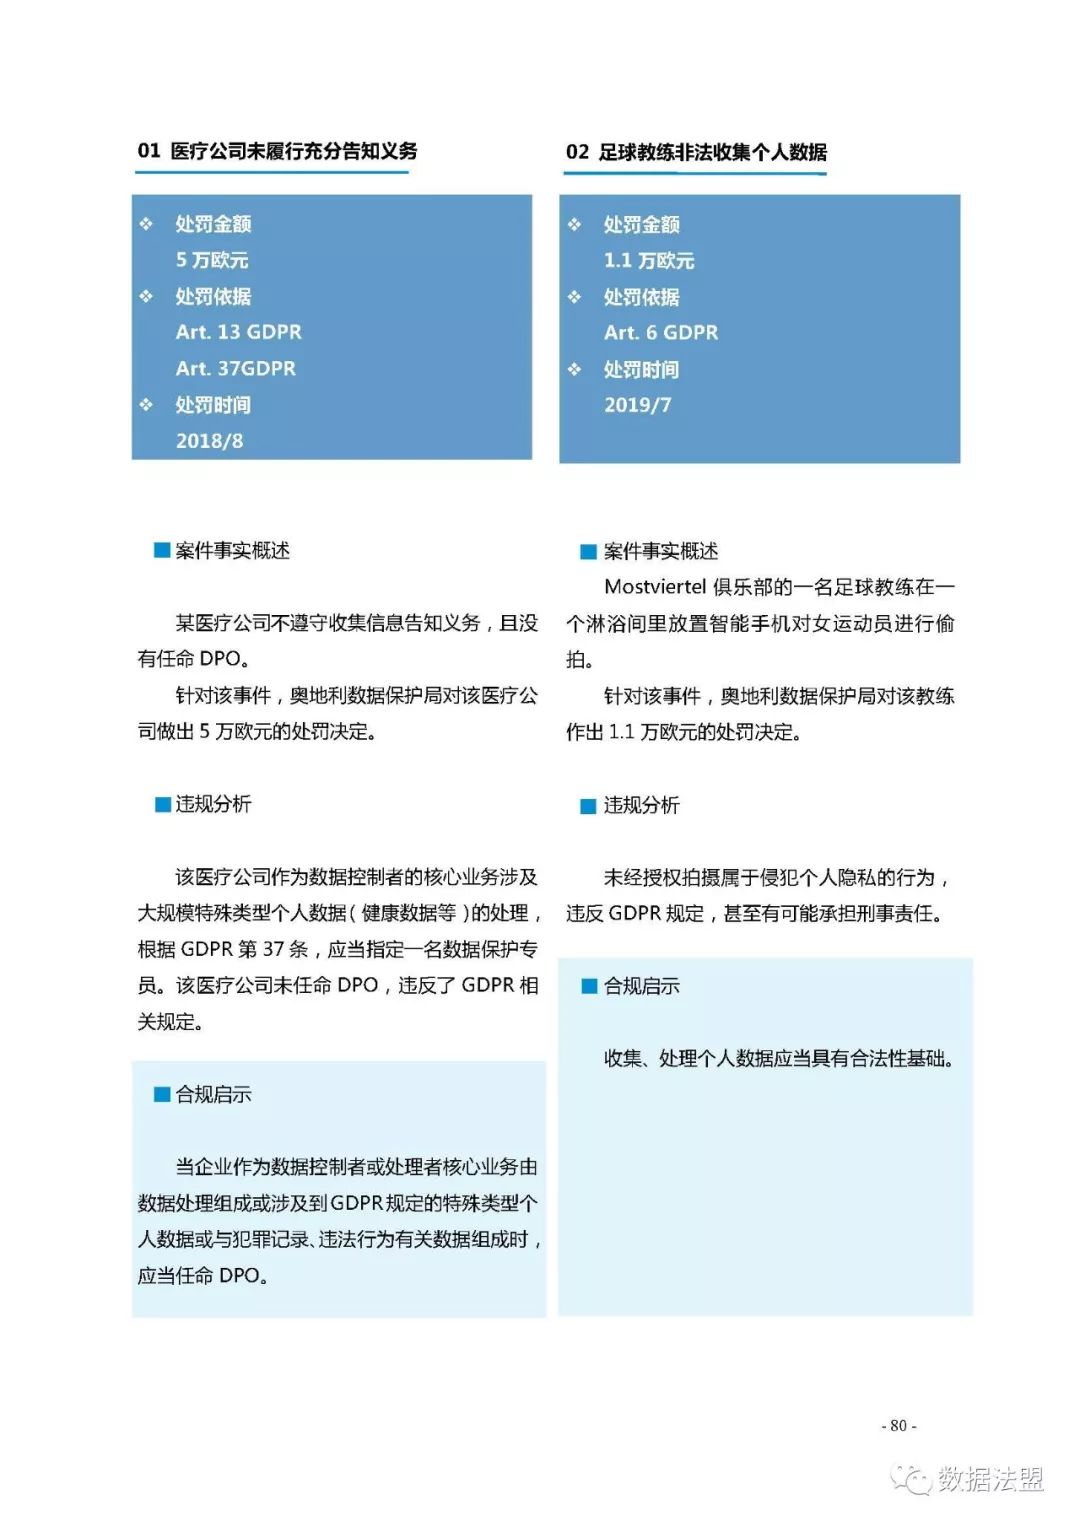 01 医疗公司未履行充分告知义务
❖ 处罚金额
5 万欧元
❖ 处罚依据
Art. 13 GDPR
Art. 37GDPR
❖ 处罚时间
2018/8
■ 案件事实概述
某医疗公司不遵守收集信息告知义务，且没
有任命 DPO。
针对该事件，奥地利数据保护局对该医疗公
司做出 5 万欧元的处罚决定。
■ 违规分析
该医疗公司作为数据控制者的核心业务涉及
大规模特殊类型个人数据（健康数据等）的处理，
根据 GDPR 第 37 条，应当指定一名数据保护专
员。该医疗公司未任命 DPO，违反了 GDPR 相
关规定。
■ 合规启示
当企业作为数据控制者或处理者核心业务由
数据处理组成或涉及到 GDPR 规定的特殊类型个
人数据或与犯罪记录、违法行为有关数据组成时，
应当任命 DPO。
02 足球教练非法收集个人数据
❖ 处罚金额
1.1 万欧元
❖ 处罚依据
Art. 6 GDPR
❖ 处罚时间
2019/7
■ 案件事实概述
Mostviertel 俱乐部的一名足球教练在一
个淋浴间里放置智能手机对女运动员进行偷
拍。
针对该事件，奥地利数据保护局对该教练
作出 1.1 万欧元的处罚决定。
■ 违规分析
未经授权拍摄属于侵犯个人隐私的行为，
违反 GDPR 规定，甚至有可能承担刑事责任。
■ 合规启示
收集、处理个人数据应当具有合法性基础。
- 80 -
数据法盟